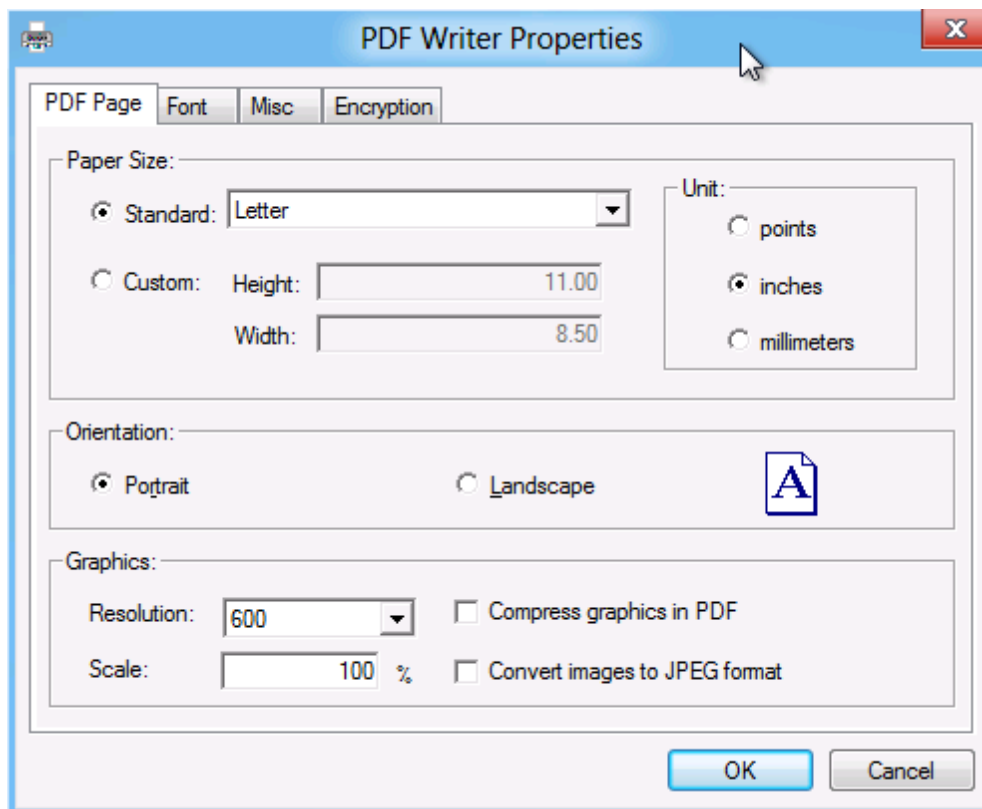 PDF Writer Properties
x
PDF Page Font Misc Encryption
Paper Size:
Standard: Letter
Unit:
points
Custom: Height: 11.00
inches
Width: 8.50
millimeters
Orientation:
Portrait Landscape
A
Graphics:
Resolution: 600 Compress graphics in PDF
Scale: 100 % Convert images to JPEG format
OK Cancel